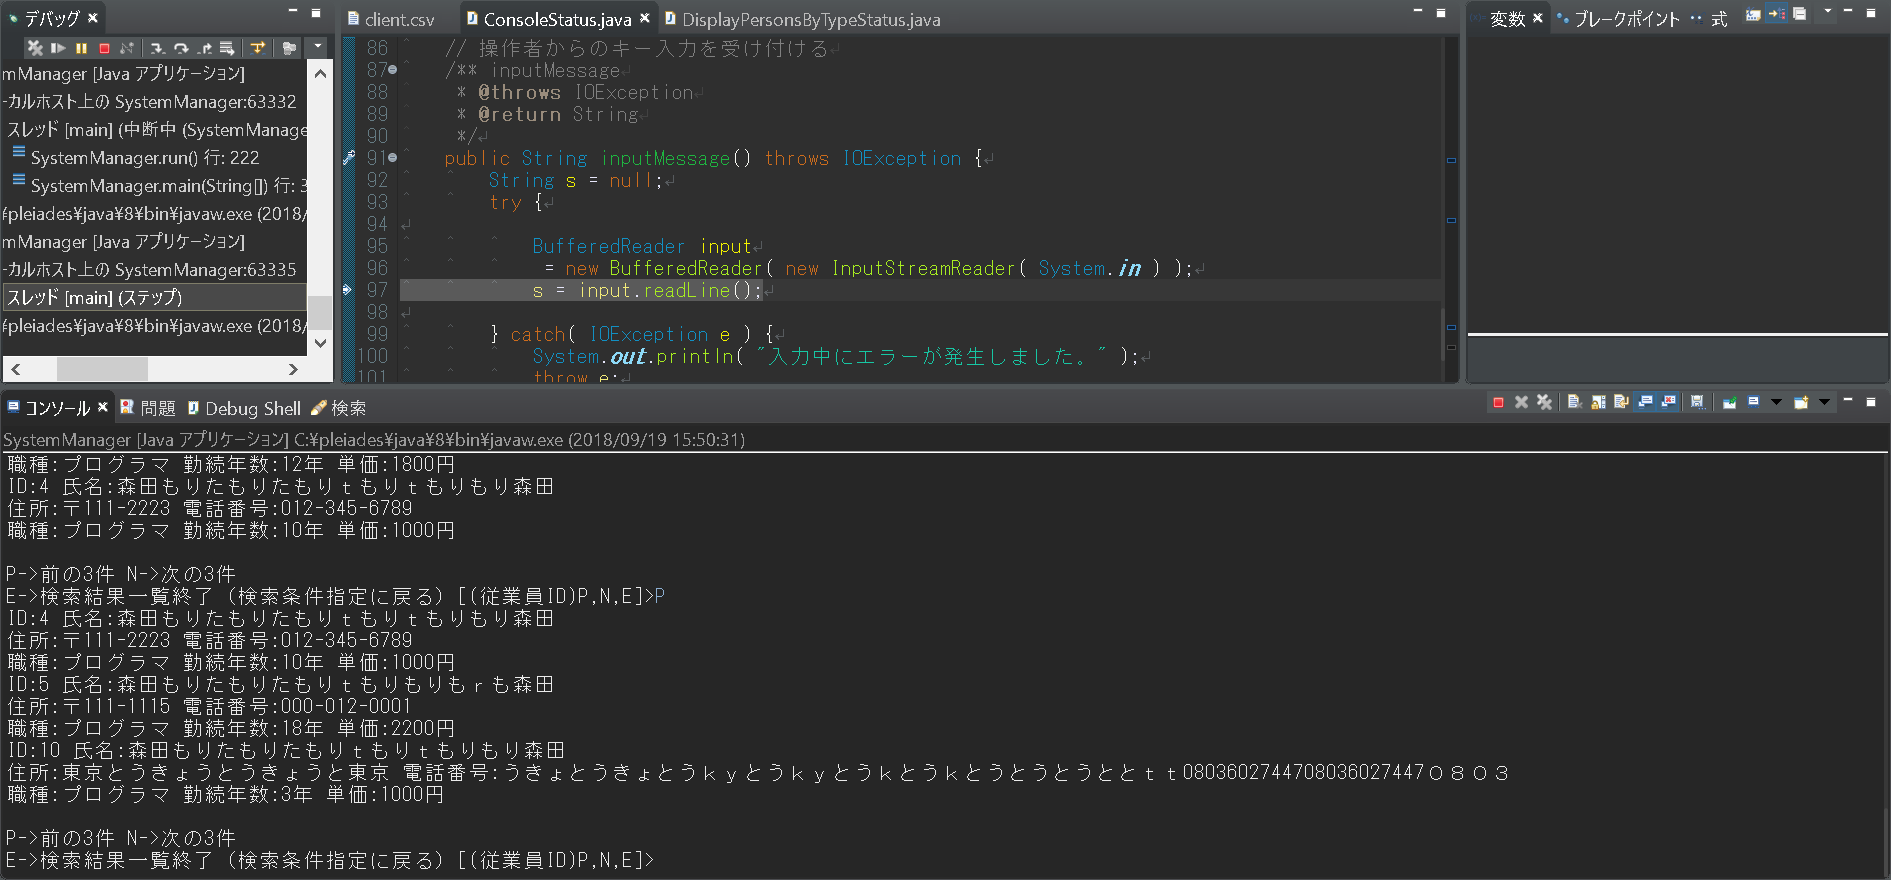 デバッグ
mManager [Java アプリケーション]
-カルホスト上の SystemManager:63332
スレッド [main] (中断中 (SystemManage
SystemManager.run() 行: 222
SystemManager.main(String[]) 行: 3
¥pleiades¥java¥8¥bin¥javaw.exe (2018/
mManager [Java アプリケーション]
-カルホスト上の SystemManager:63335
スレッド [main] (ステップ)
¥pleiades¥java¥8¥bin¥javaw.exe (2018/
client.csv ConsoleStatus.java DisplayPersonsByTypeStatus.java
86 // 操作者からのキー入力を受け付ける
87 /** inputMessage
88 * @throws IOException
89 * @return String
90 */
91 public String inputMessage() throws IOException {
92 String s = null;
93 try {
94
95 BufferedReader input
96 = new BufferedReader( new InputStreamReader( System.in ) );
97 s = input.readLine();
98
99 } catch( IOException e ) {
100 System.out.println( "入力中にエラーが発生しました。" );
101 throw e;
変数 ブレークポイント 式
コンソール 問題 Debug Shell 検索
SystemManager [Java アプリケーション] C:¥pleiades¥java¥8¥bin¥javaw.exe (2018/09/19 15:50:31)
職種:プログラマ 勤続年数:12年 単価:1800円
ID:4 氏名:森田もりたもりたもりｔもりｔもりもり森田
住所:〒111-2223 電話番号:012-345-6789
職種:プログラマ 勤続年数:10年 単価:1000円
P->前の3件 N->次の3件
E->検索結果一覧終了（検索条件指定に戻る）[(従業員ID)P,N,E]>P
ID:4 氏名:森田もりたもりたもりｔもりｔもりもり森田
住所:〒111-2223 電話番号:012-345-6789
職種:プログラマ 勤続年数:10年 単価:1000円
ID:5 氏名:森田もりたもりたもりｔもりもりもｒも森田
住所:〒111-1115 電話番号:000-012-0001
職種:プログラマ 勤続年数:18年 単価:2200円
ID:10 氏名:森田もりたもりたもりｔもりｔもりもり森田
住所:東京とうきょうとうきょうと東京 電話番号:うきょとうきょとうｋｙとうｋｙとうｋとうｋとうとうとうととｔｔ0803602744708036027447０８０３
職種:プログラマ 勤続年数:3年 単価:1000円
P->前の3件 N->次の3件
E->検索結果一覧終了（検索条件指定に戻る）[(従業員ID)P,N,E]>